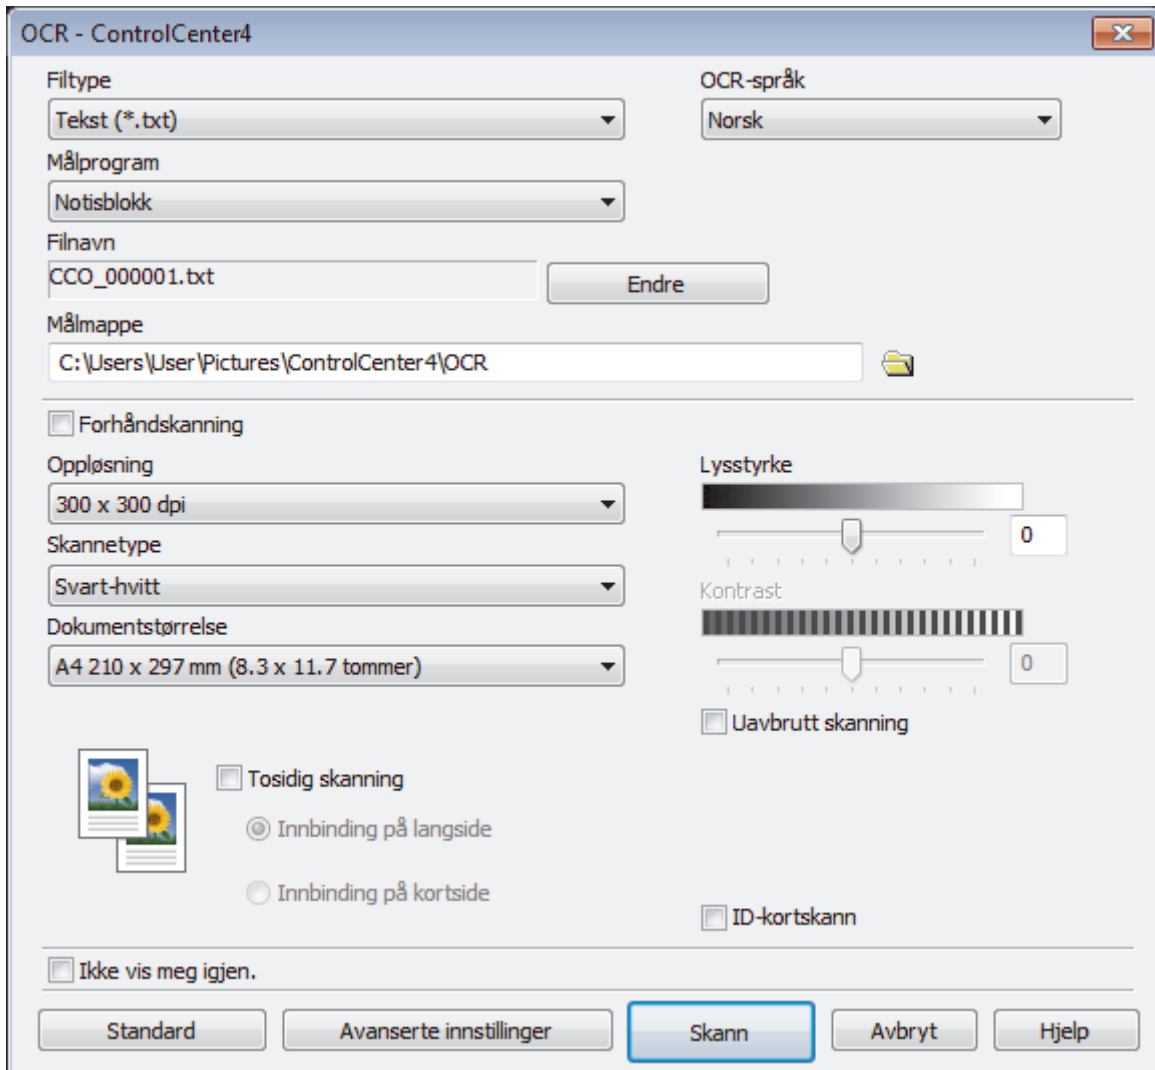 OCR - ControlCenter4
Filtype
OCR-språk
Tekst (*.txt)
Norsk
Målprogram
Notisblokk
Filnavn
CCO_000001.txt
Endre
Målmappe
C:\Users\User\Pictures\ControlCenter4\OCR
Forhåndskanning
Oppløsning
Lysstyrke
300 x 300 dpi
0
Skannetype
Svart-hvitt
Kontrast
Dokumentstørrelse
A4 210 x 297 mm (8.3 x 11.7 tommer)
0
Uavbrutt skanning
Tosidig skanning
Innbinding på langside
Innbinding på kortside
ID-kortskann
Ikke vis meg igjen.
Standard
Avanserte innstillinger
Skann
Avbryt
Hjelp